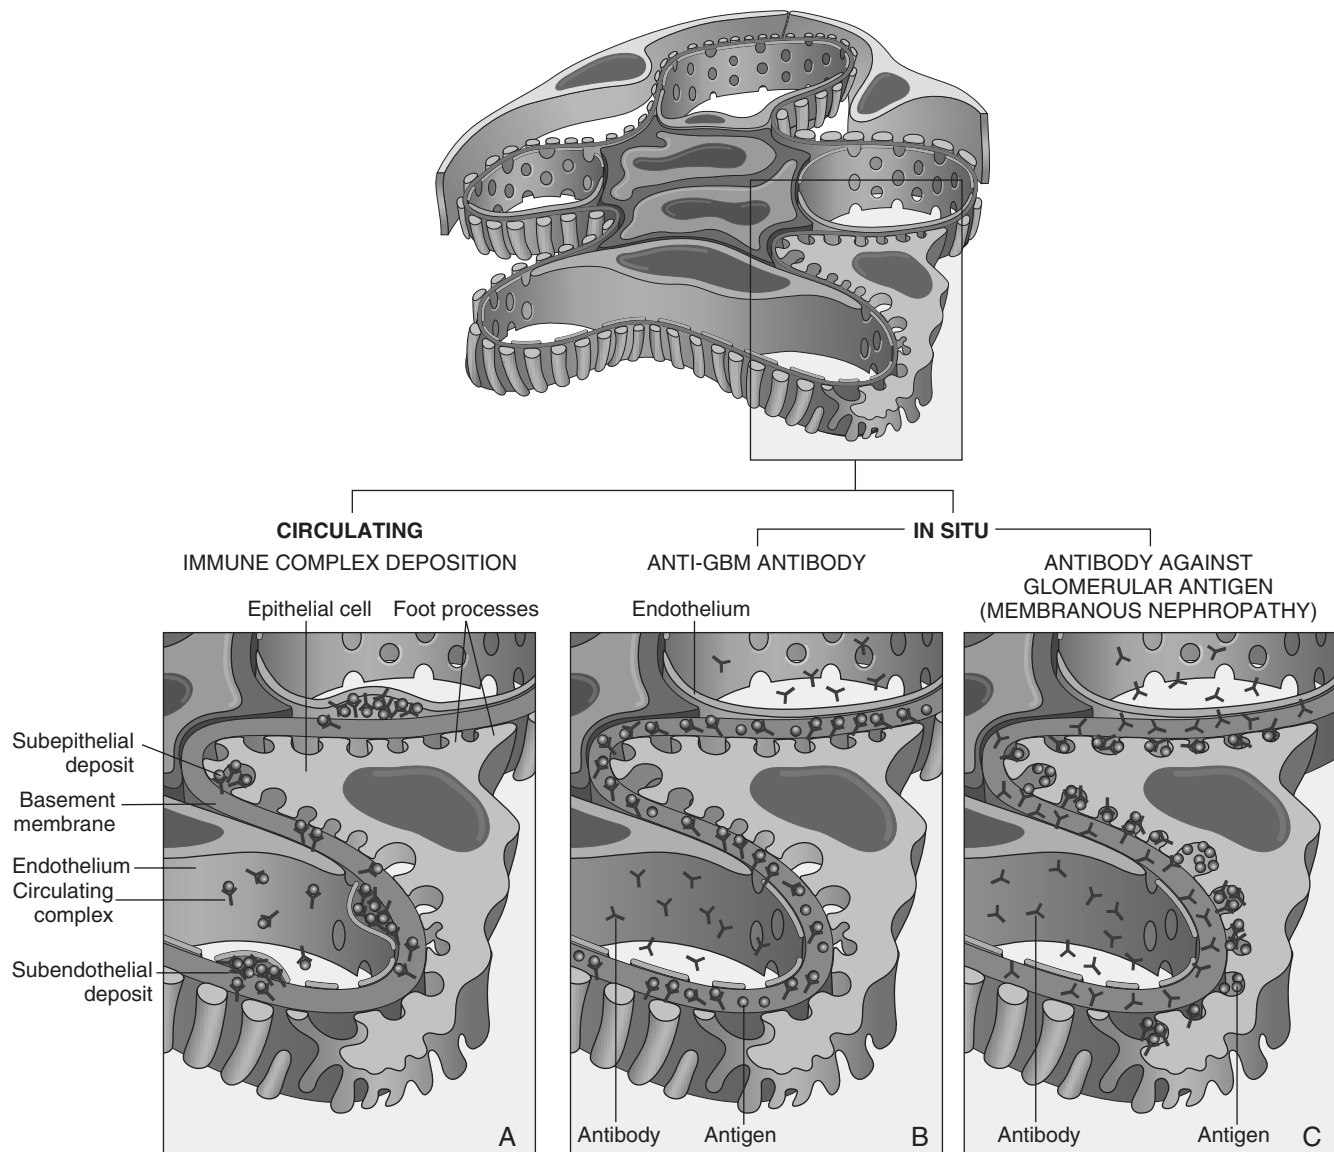 CIRCULATING
IMMUNE COMPLEX DEPOSITION
IN SITU
ANTI-GBM ANTIBODY
ANTIBODY AGAINST
GLOMERULAR ANTIGEN
(MEMBRANOUS NEPHROPATHY)
Epithelial cell
Foot processes
Endothelium
Subepithelial
deposit
Basement
membrane
Endothelium
Circulating
complex
Subendothelial
deposit
A
Antibody
Antigen
B
Antibody
Antigen
C